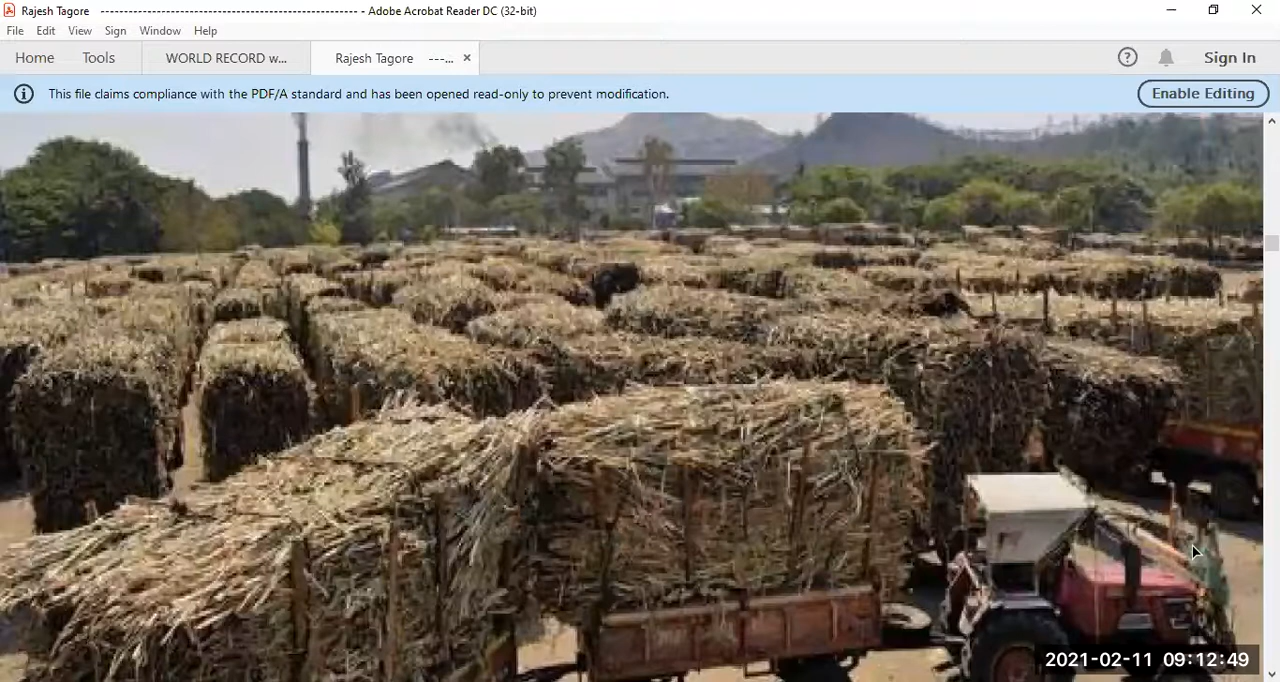 Rajesh Tagore ---------------------------------------------------- - Adobe Acrobat Reader DC (32-bit)
File Edit View Sign Window Help
Home Tools WORLD RECORD w... Rajesh Tagore ---... × Sign In
This file claims compliance with the PDF/A standard and has been opened read-only to prevent modification. Enable Editing
2021-02-11 09:12:49